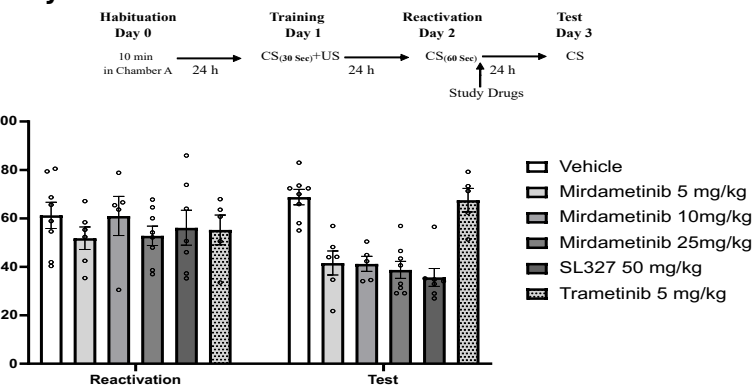 Habituation
Day 0
Training
Day 1
Reactivation
Day 2
Test
Day 3
10 min
in Chamber A
24 h
CS(30 Sec)+US
24 h
CS(60 Sec)
24 h
CS
Study Drugs
00
80
60
40
20
0
Reactivation
Test
Vehicle
Mirdametinib 5 mg/kg
Mirdametinib 10mg/kg
Mirdametinib 25mg/kg
SL327 50 mg/kg
Trametinib 5 mg/kg